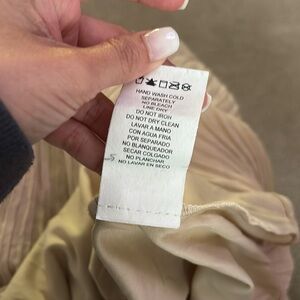 HAND WASH COLD
SEPARATELY
NO BLEACH
LINE DRY
DO NOT IRON
DO NOT DRY CLEAN
LAVAR A MANO
CON AGUA FRIA
POR SEPARADO
NO BLANQUEADOR
SECAR COLGADO
NO PLANCHAR
NO LAVAR EN SECO